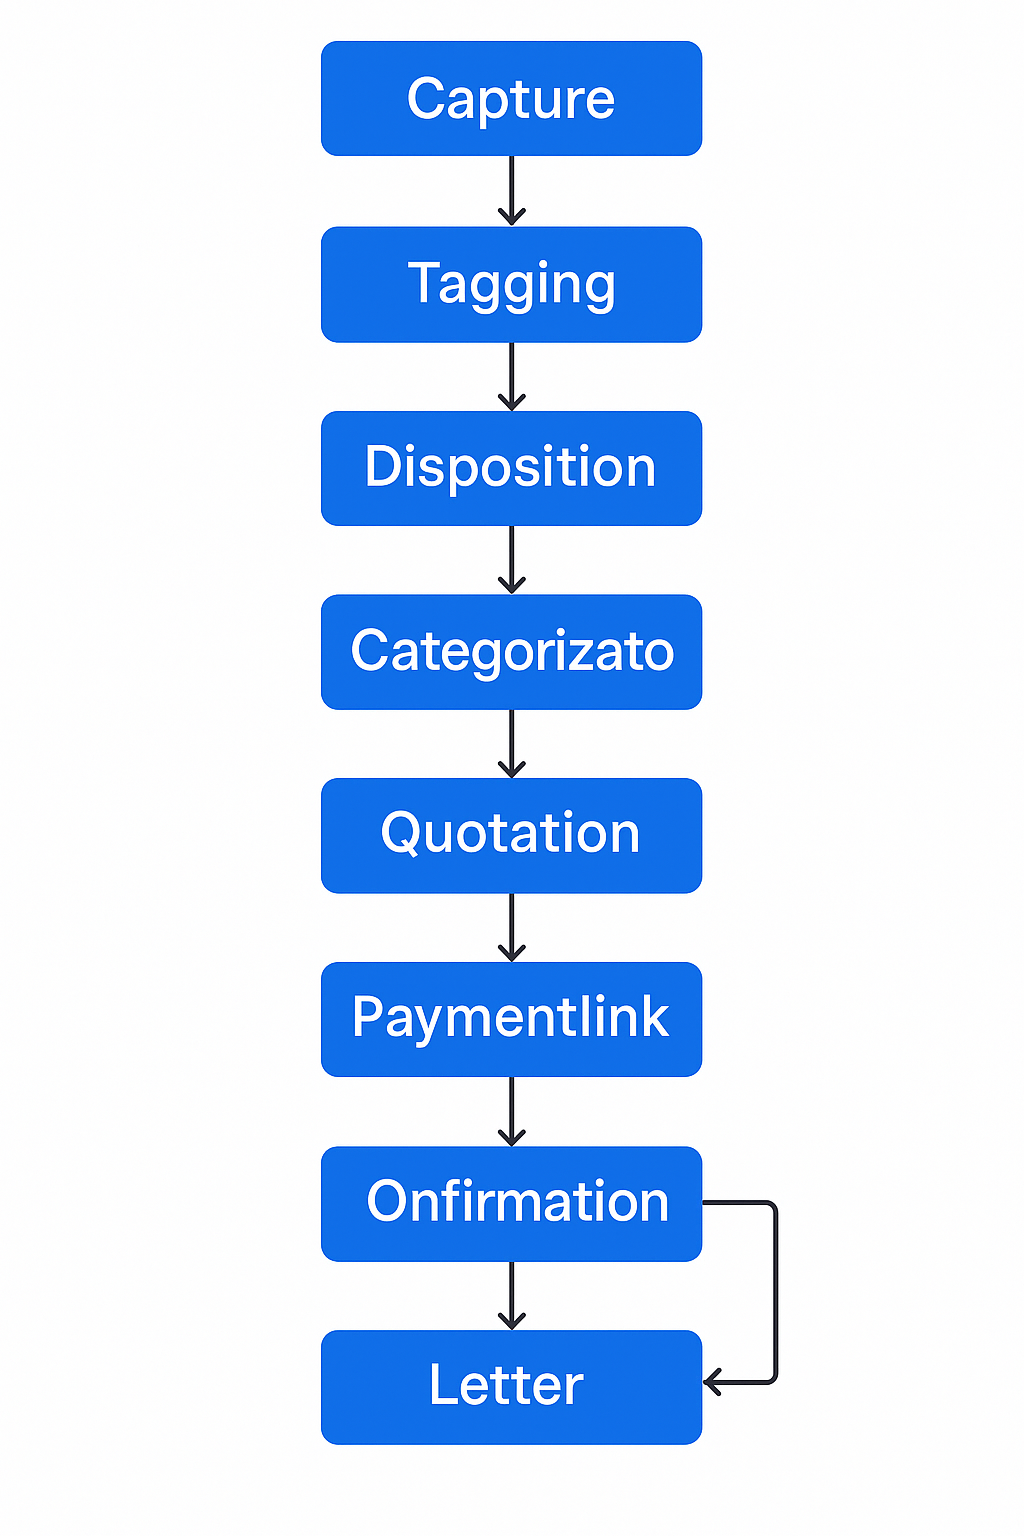 Capture
Tagging
Disposition
Categorizato
Quotation
Paymentlink
Onfirmation
Letter